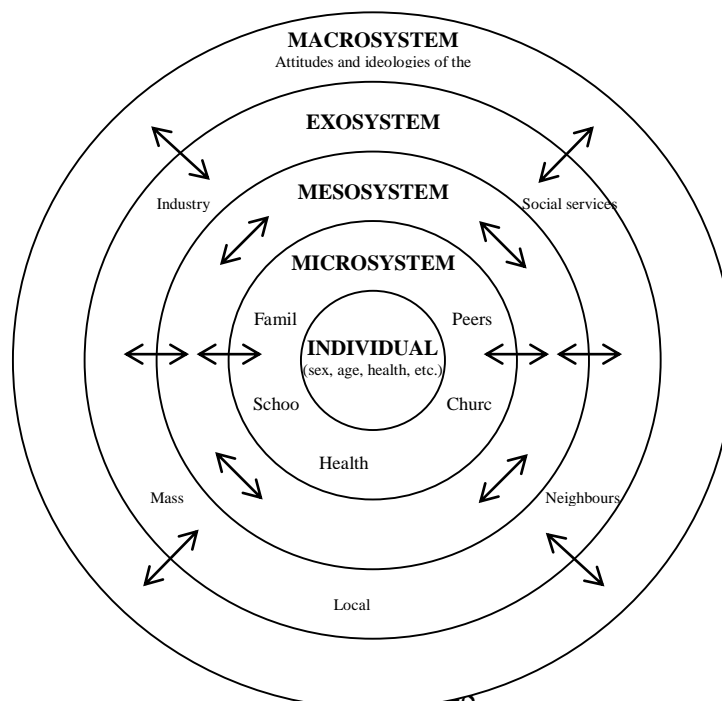 MACROSYSTEM
Attitudes and ideologies of the
EXOSYSTEM
MESOSYSTEM
Industry
Social services
MICROSYSTEM
Famil
Peers
INDIVIDUAL
(sex, age, health, etc.)
Schoo
Churc
Health
Mass
Neighbours
Local